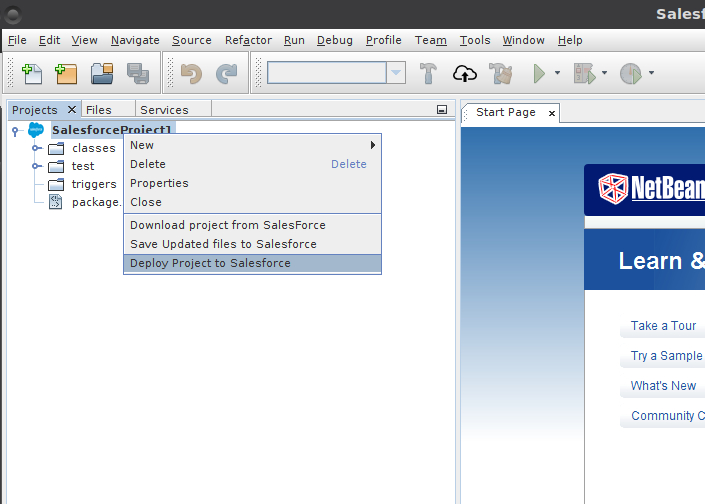 Salesf
File Edit View Navigate Source Refactor Run Debug Profile Team Tools Window Help
Projects Files Services
Start Page
SalesforceProject1
classes
test
triggers
package.
New
Delete Delete
Properties
Close
Download project from SalesForce
Save Updated files to Salesforce
Deploy Project to Salesforce
NetBean
Learn &
Take a Tour
Try a Sample
What's New
Community C